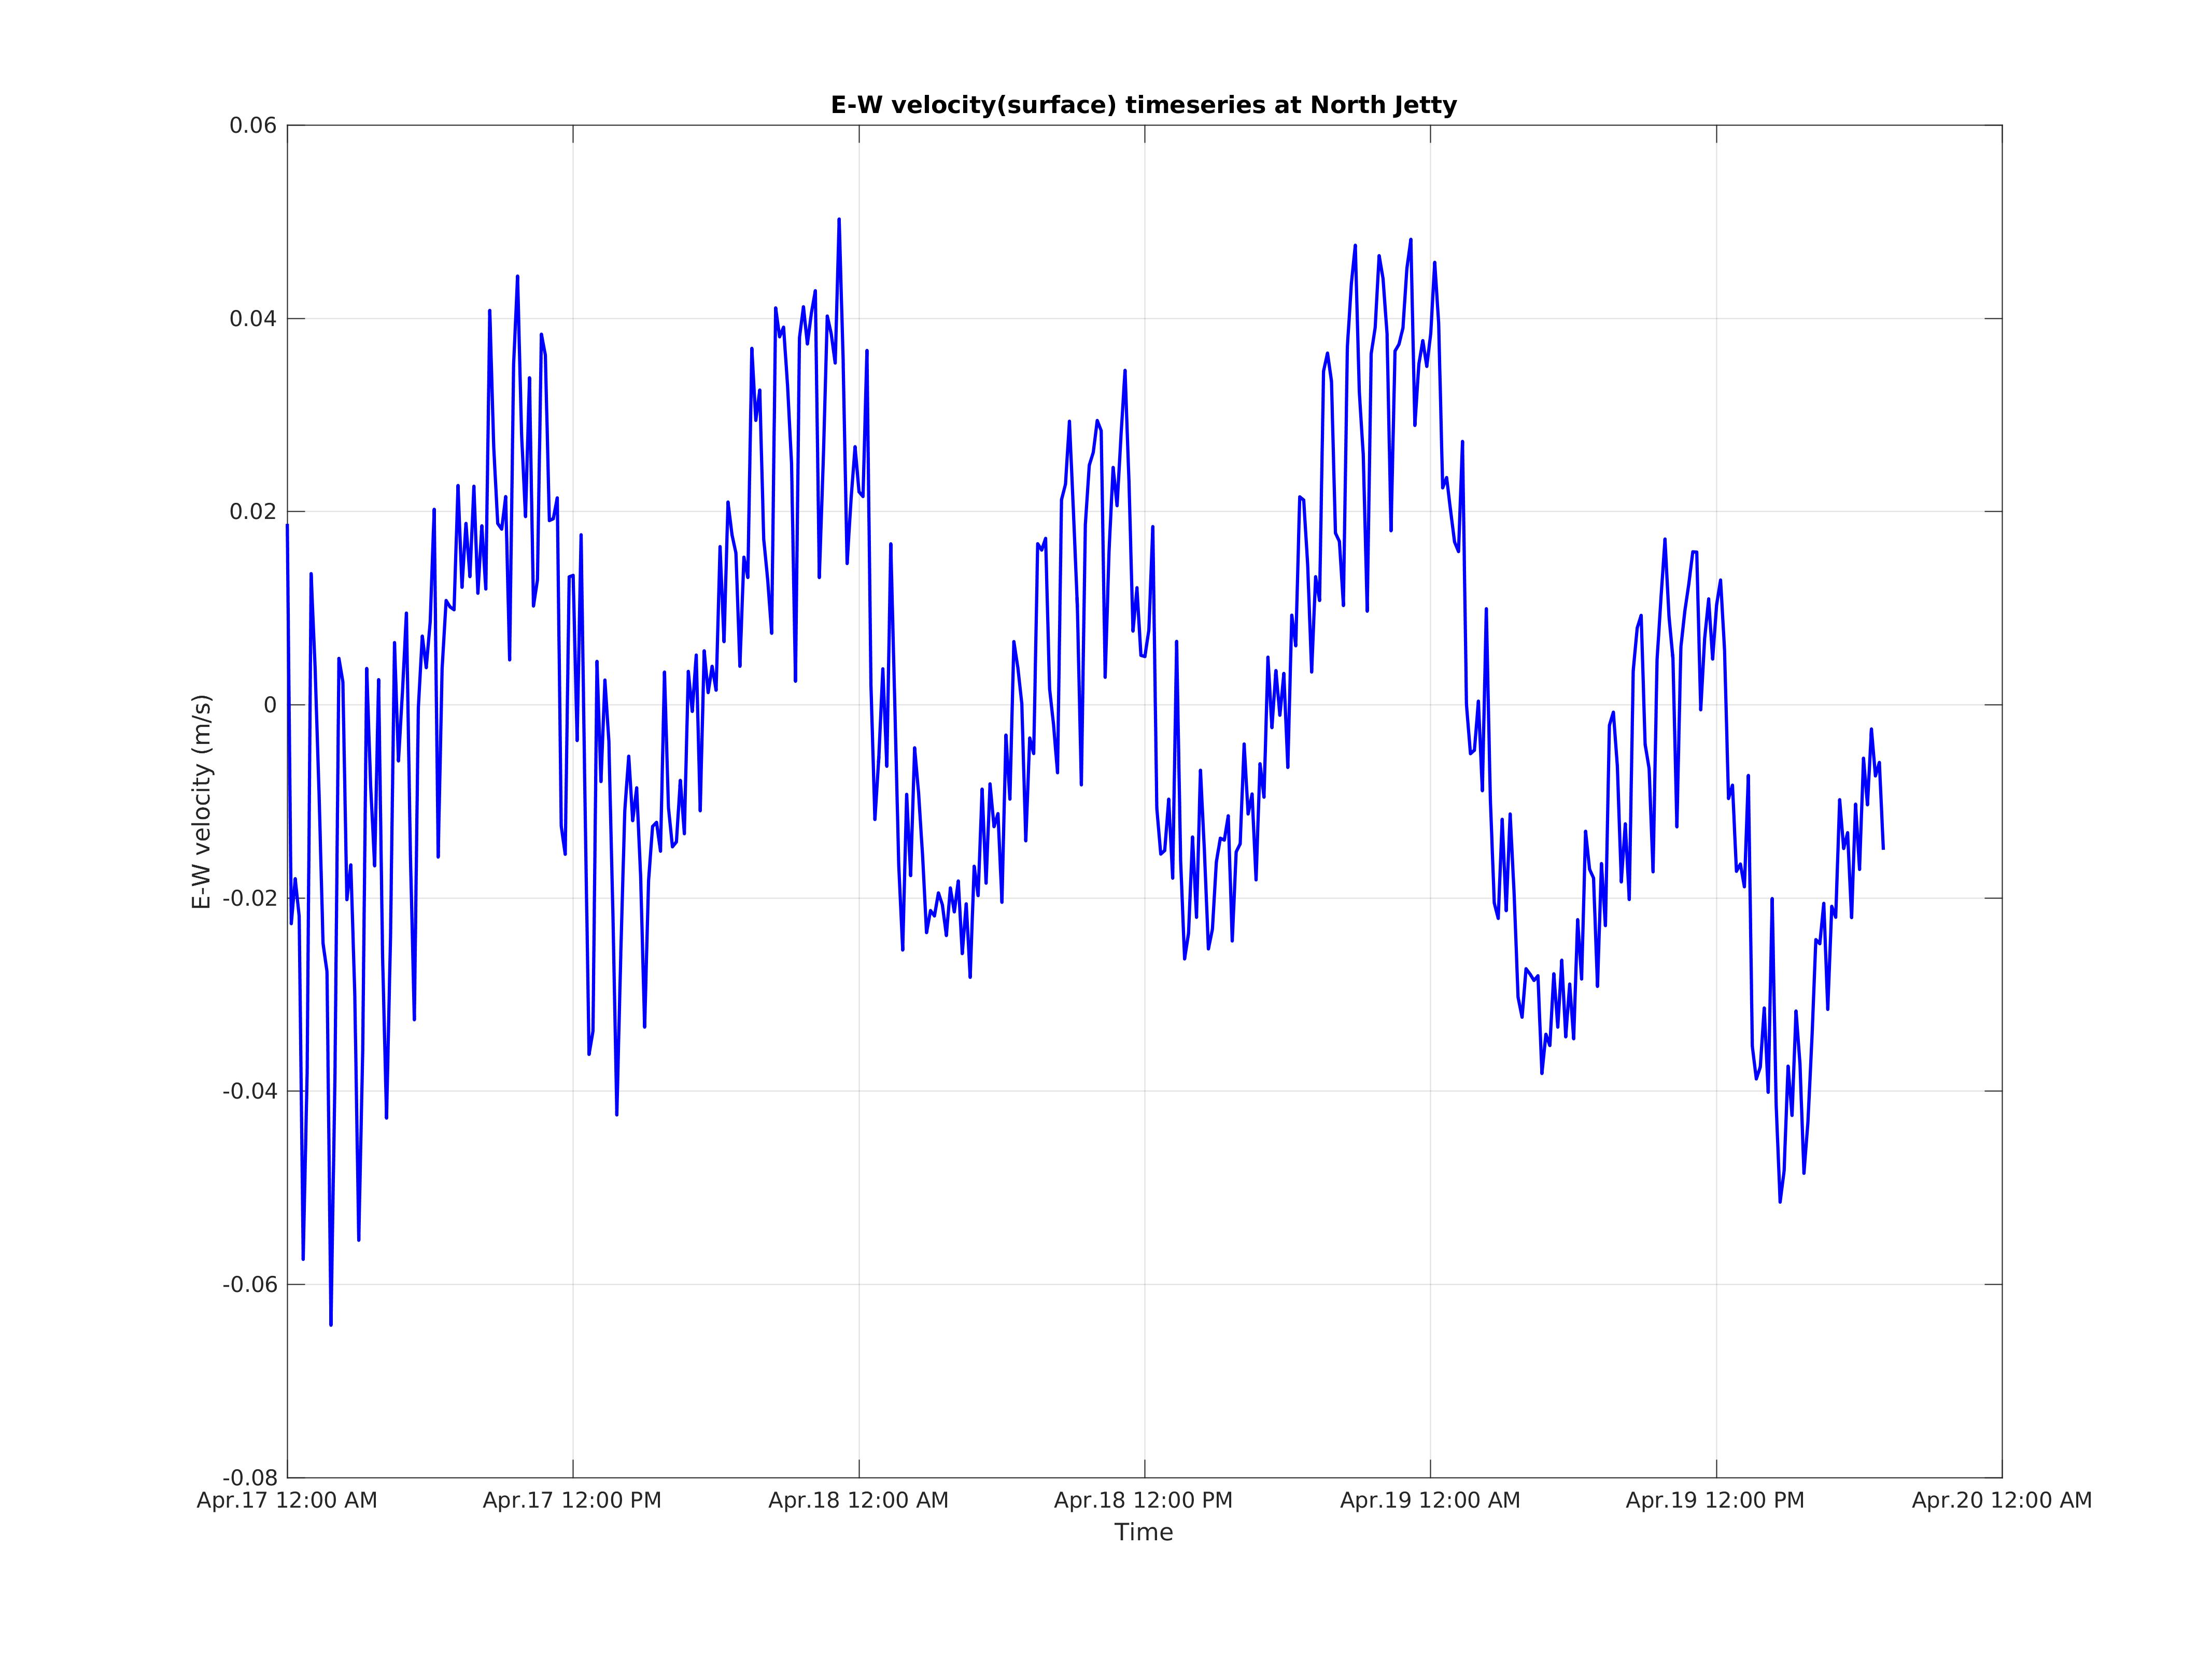 E-W velocity(surface) timeseries at North Jetty
0.06
0.04
0.02
0
-0.02
-0.04
-0.06
-0.08
E-W velocity (m/s)
Apr.17 12:00 AM Apr.17 12:00 PM Apr.18 12:00 AM Apr.18 12:00 PM Apr.19 12:00 AM Apr.19 12:00 PM Apr.20 12:00 AM
Time